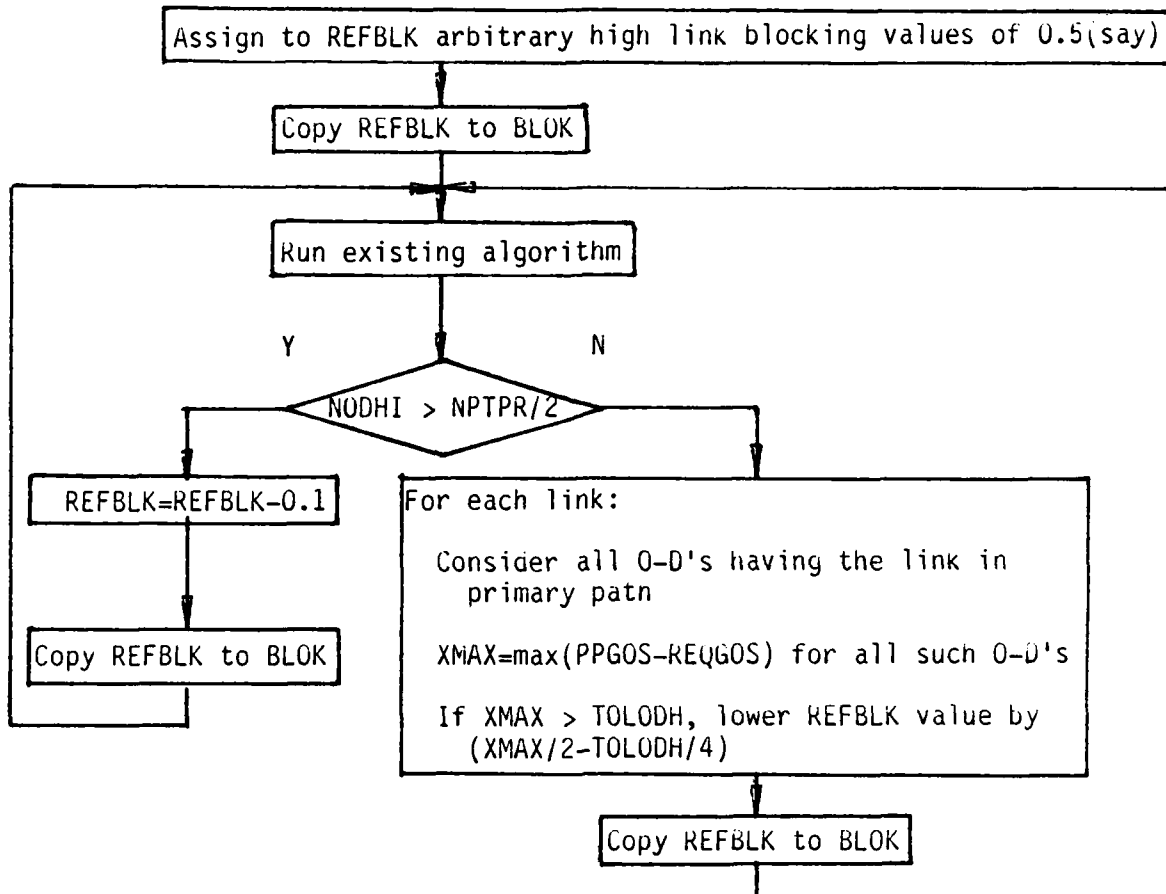 Assign to REFBLK arbitrary high link blocking values of 0.5(say)
Copy REFBLK to BLOK
Run existing algorithm
Y
N
NODHI > NPTPR/2
REFBLK=REFBLK-0.1
Copy REFBLK to BLOK
For each link:
Consider all O-D's having the link in
primary path
XMAX=max(PPGOS-REQGOS) for all such O-D's
If XMAX > TOLODH, lower REFBLK value by
(XMAX/2-TOLODH/4)
Copy REFBLK to BLOK